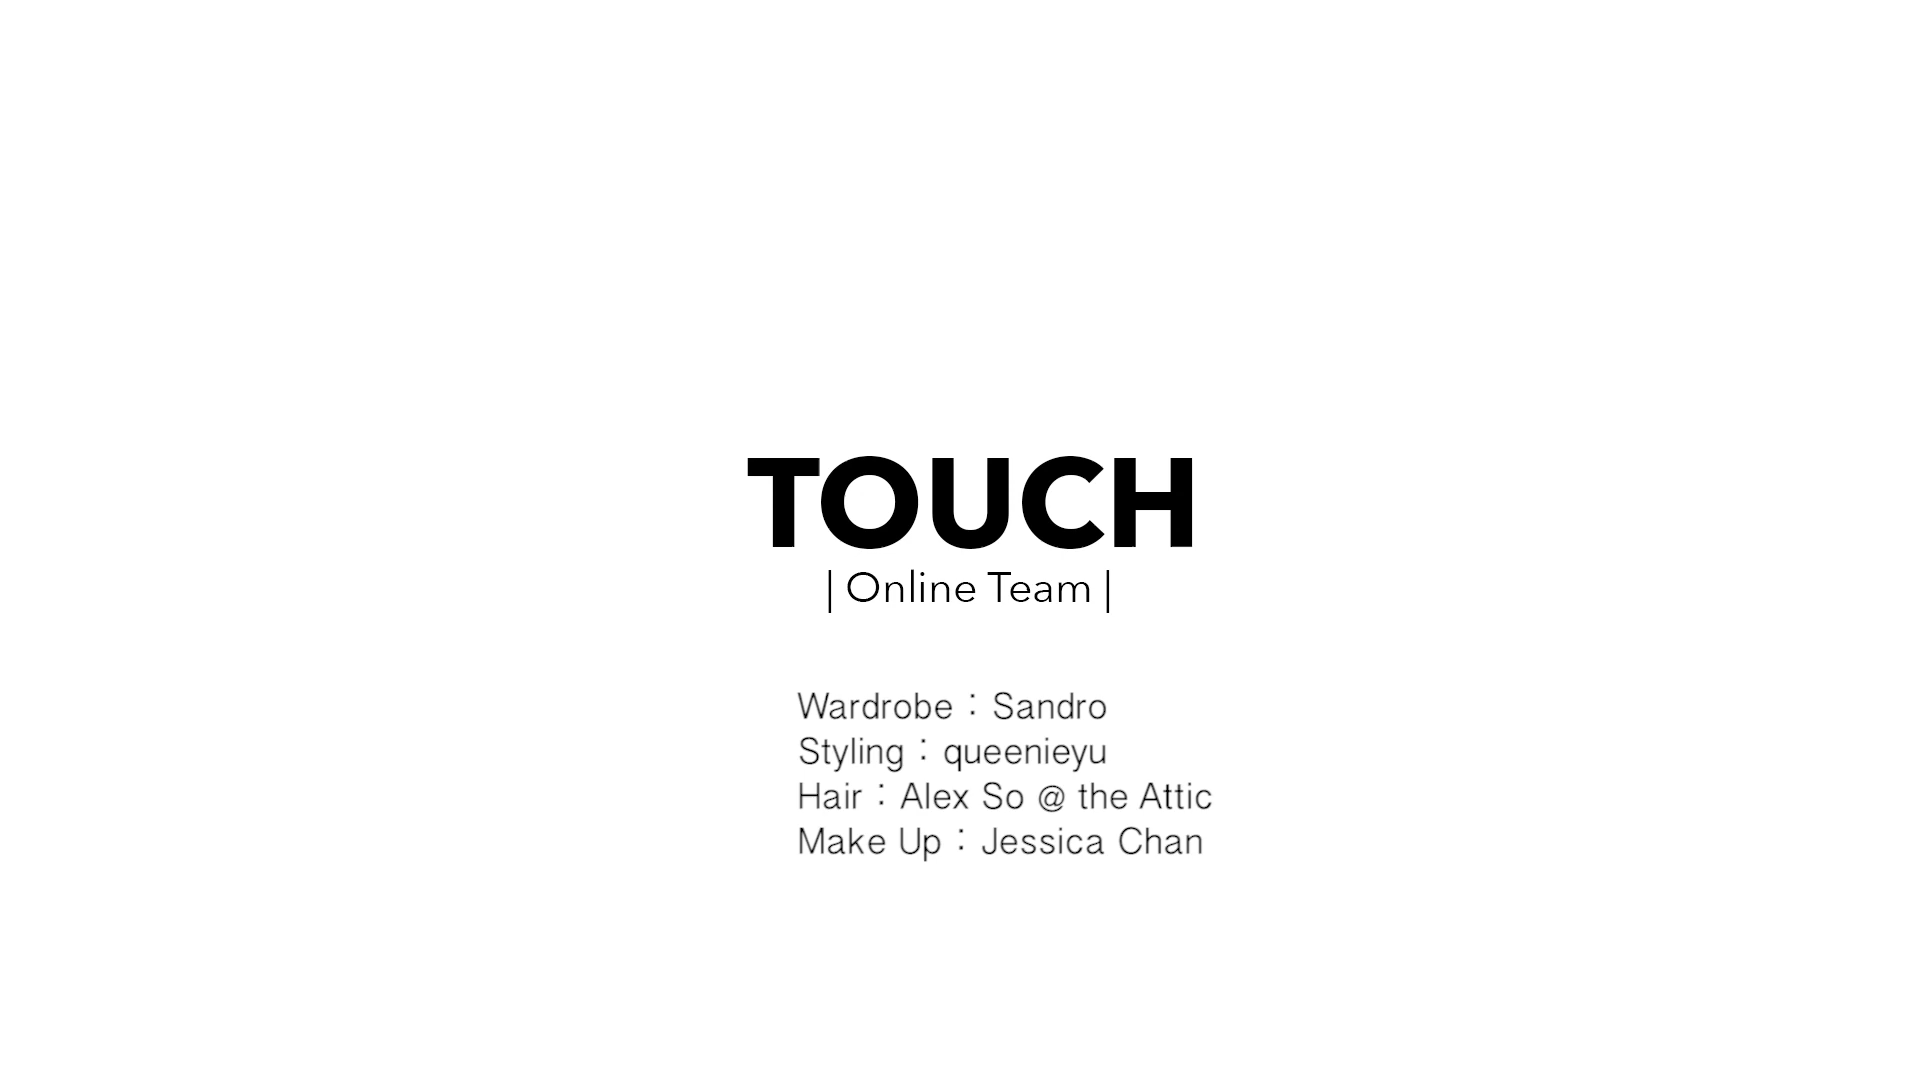 TOUCH
| Online Team |
Wardrobe：Sandro
Styling：queenieyu
Hair：Alex So @ the Attic
Make Up：Jessica Chan